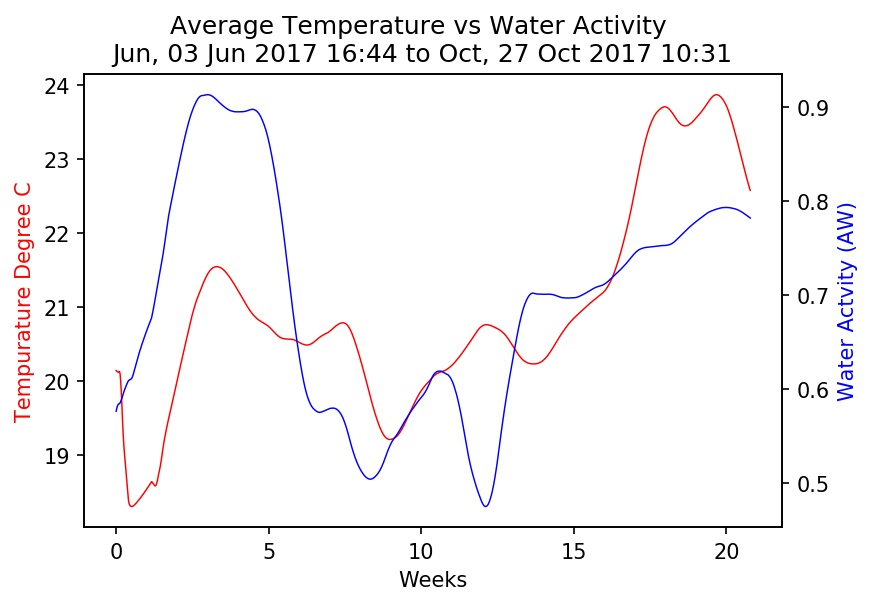 Average Temperature vs Water Activity
Jun, 03 Jun 2017 16:44 to Oct, 27 Oct 2017 10:31
Tempurature Degree C
24
23
22
21
20
19
0.9
0.8
0.7
0.6
0.5
Water Actvity (AW)
0 5 10 15 20
Weeks